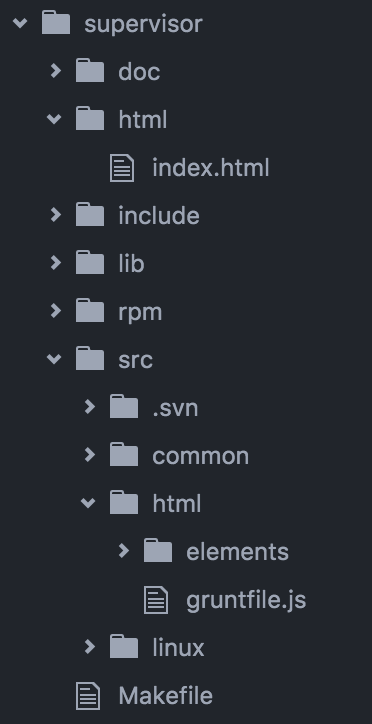 supervisor
doc
html
index.html
include
lib
rpm
src
.svn
common
html
elements
gruntfile.js
linux
Makefile